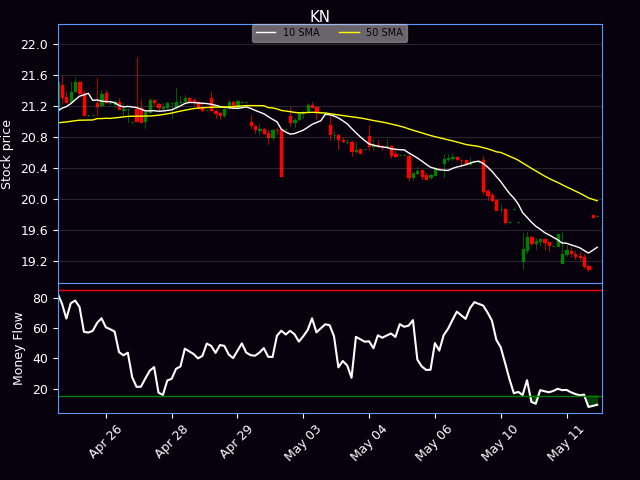 KN
10 SMA
50 SMA
Stock price
22.0
21.6
21.2
20.8
20.4
20.0
19.6
19.2
Money Flow
80
60
40
20
Apr 26
Apr 28
Apr 29
May 03
May 04
May 06
May 10
May 11